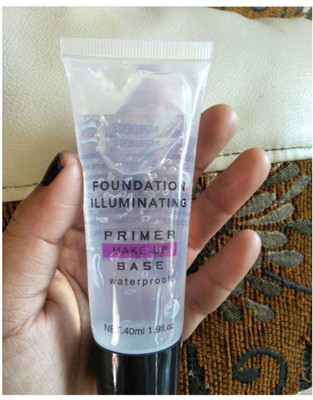 FOUNDATION
ILLUMINATING
PRIMER
MAKE-UP
BASE
waterproof
NET.40ml 1.9fl.oz